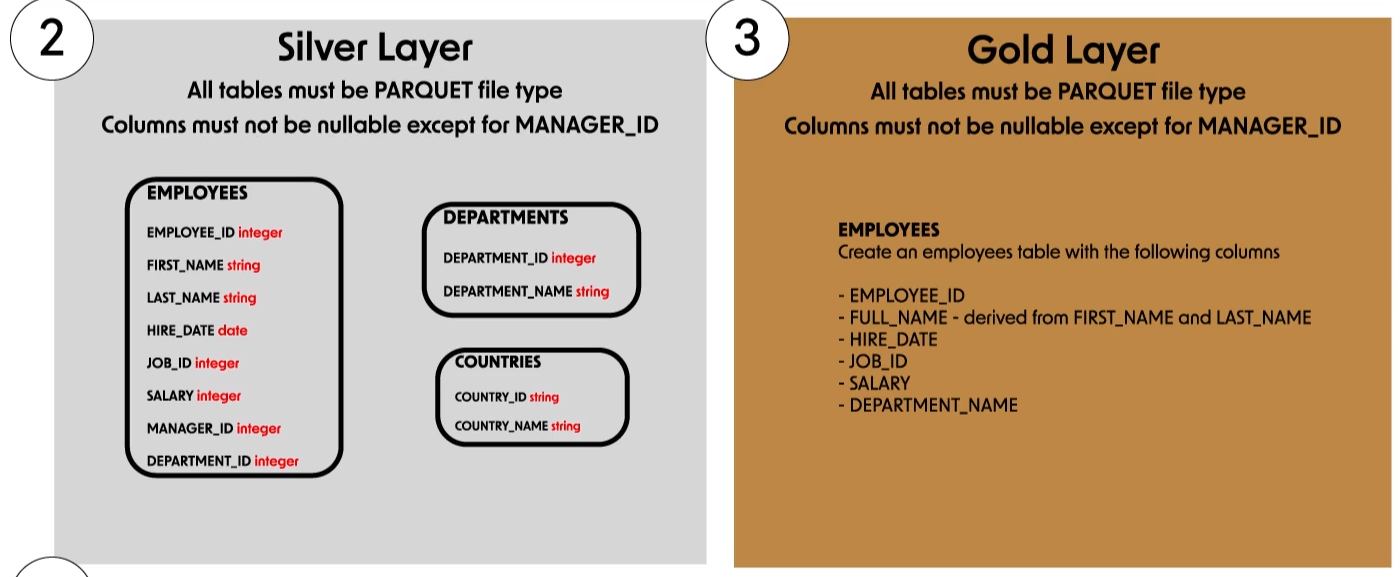 2
Silver Layer
All tables must be PARQUET file type
Columns must not be nullable except for MANAGER_ID
EMPLOYEES
EMPLOYEE_ID integer
FIRST_NAME string
LAST_NAME string
HIRE_DATE date
JOB_ID integer
SALARY integer
MANAGER_ID integer
DEPARTMENT_ID integer
DEPARTMENTS
DEPARTMENT_ID integer
DEPARTMENT_NAME string
COUNTRIES
COUNTRY_ID string
COUNTRY_NAME string
3
Gold Layer
All tables must be PARQUET file type
Columns must not be nullable except for MANAGER_ID
EMPLOYEES
Create an employees table with the following columns
- EMPLOYEE_ID
- FULL_NAME - derived from FIRST_NAME and LAST_NAME
- HIRE_DATE
- JOB_ID
- SALARY
- DEPARTMENT_NAME